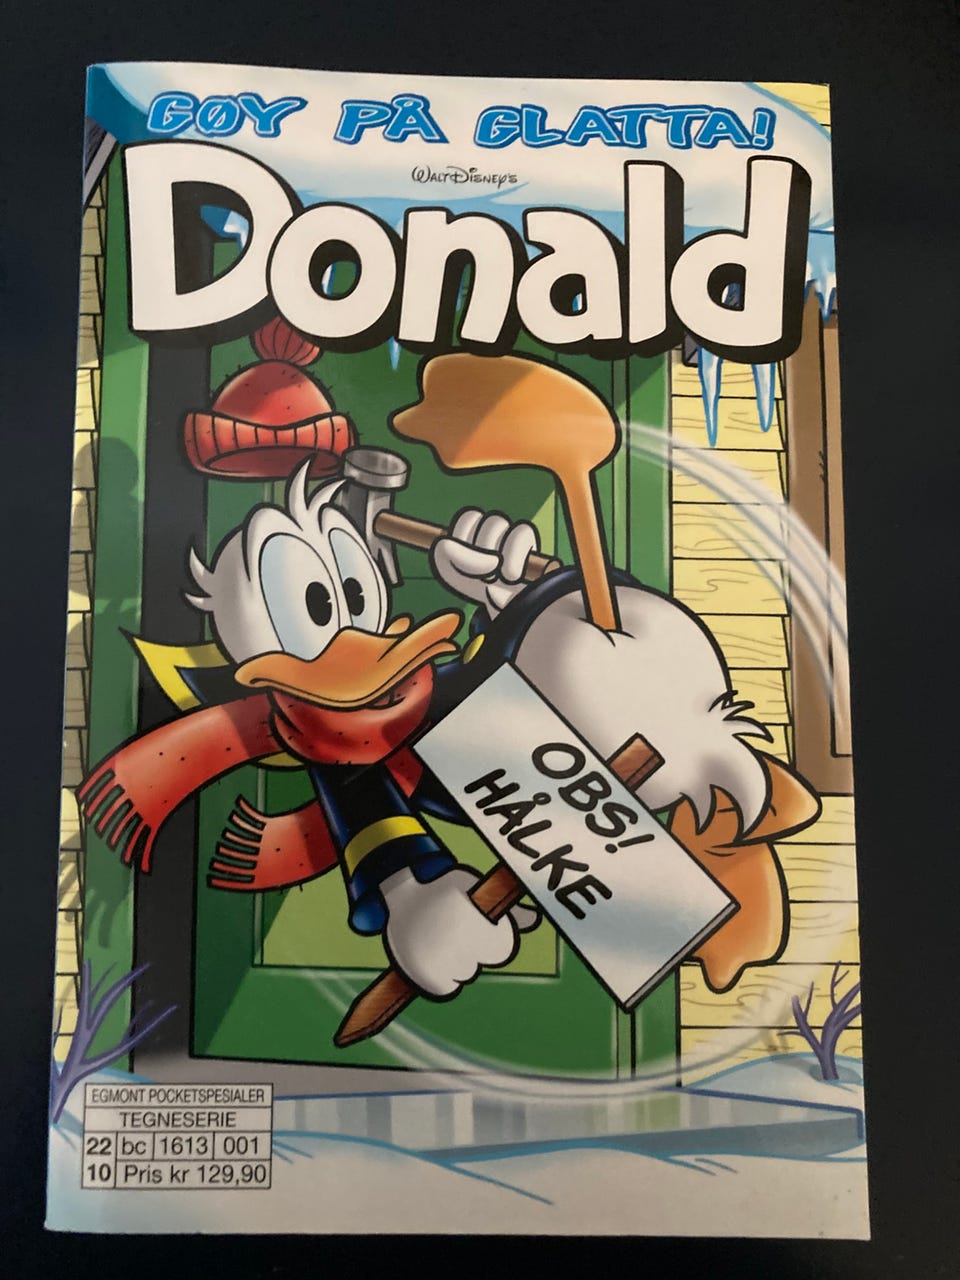 GØY PÅ GLATTA!
WALT DISNEY'S
Donald
OBS!
HÅLKE
EGMONT POCKETSPESIALER
TEGNESERIE
22 bc 1613 001
10 Pris kr 129,90